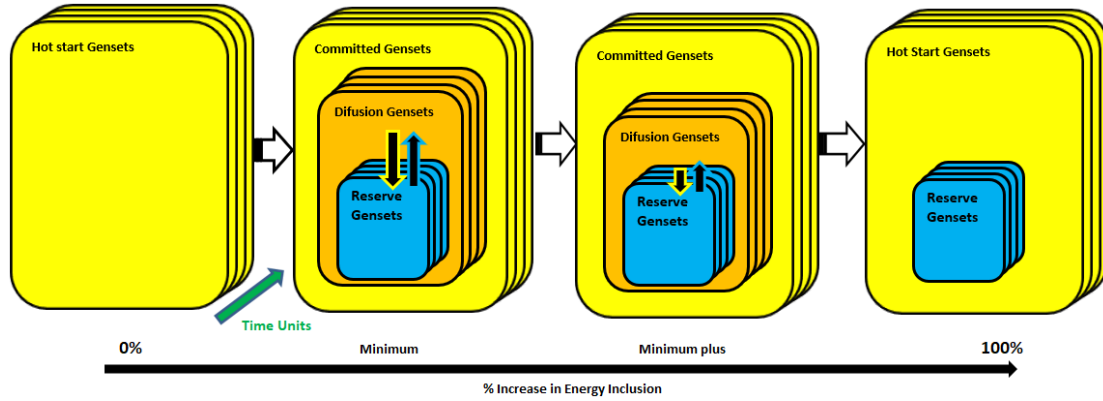 Hot start Gensets
Committed Gensets
Committed Gensets
Hot Start Gensets
Difusion Gensets
Difusion Gensets
Reserve
Gensets
Reserve
Gensets
Reserve
Gensets
Time Units
0%
Minimum
Minimum plus
100%
% Increase in Energy Inclusion